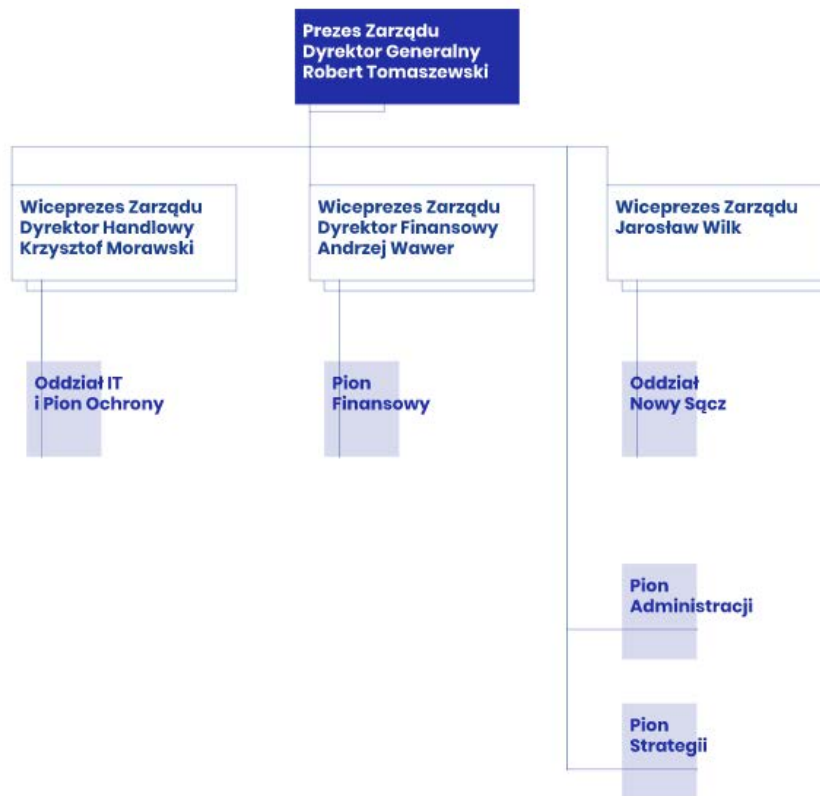 Prezes Zarządu
Dyrektor Generalny
Robert Tomaszewski
Wiceprezes Zarządu
Dyrektor Handlowy
Krzysztof Morawski
Wiceprezes Zarządu
Dyrektor Finansowy
Andrzej Wawer
Wiceprezes Zarządu
Jarosław Wilk
Oddział IT
i Pion Ochrony
Pion
Finansowy
Oddział
Nowy Sącz
Pion
Administracji
Pion
Strategii